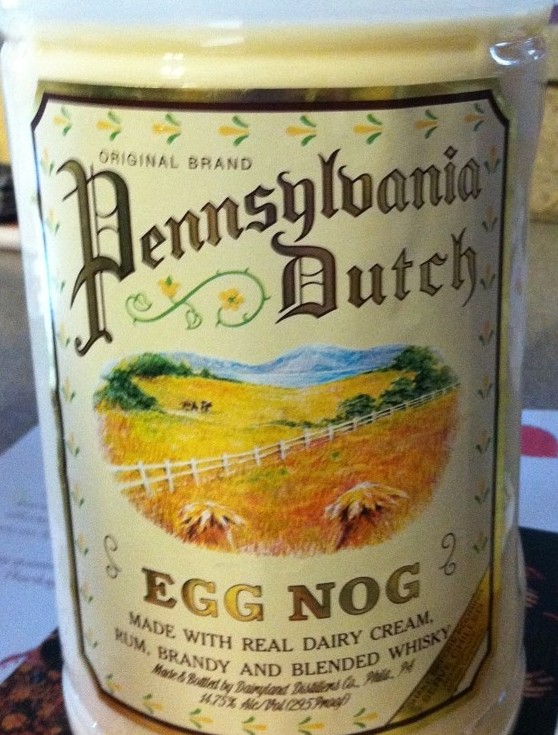 ORIGINAL BRAND
Pennsylvania
Dutch
EGG NOG
MADE WITH REAL DAIRY CREAM,
RUM, BRANDY AND BLENDED WHISKY
Made & Bottled by Dairyland Distillers Co., Phila., PA
14.75% Alc/Vol (29.5 Proof)